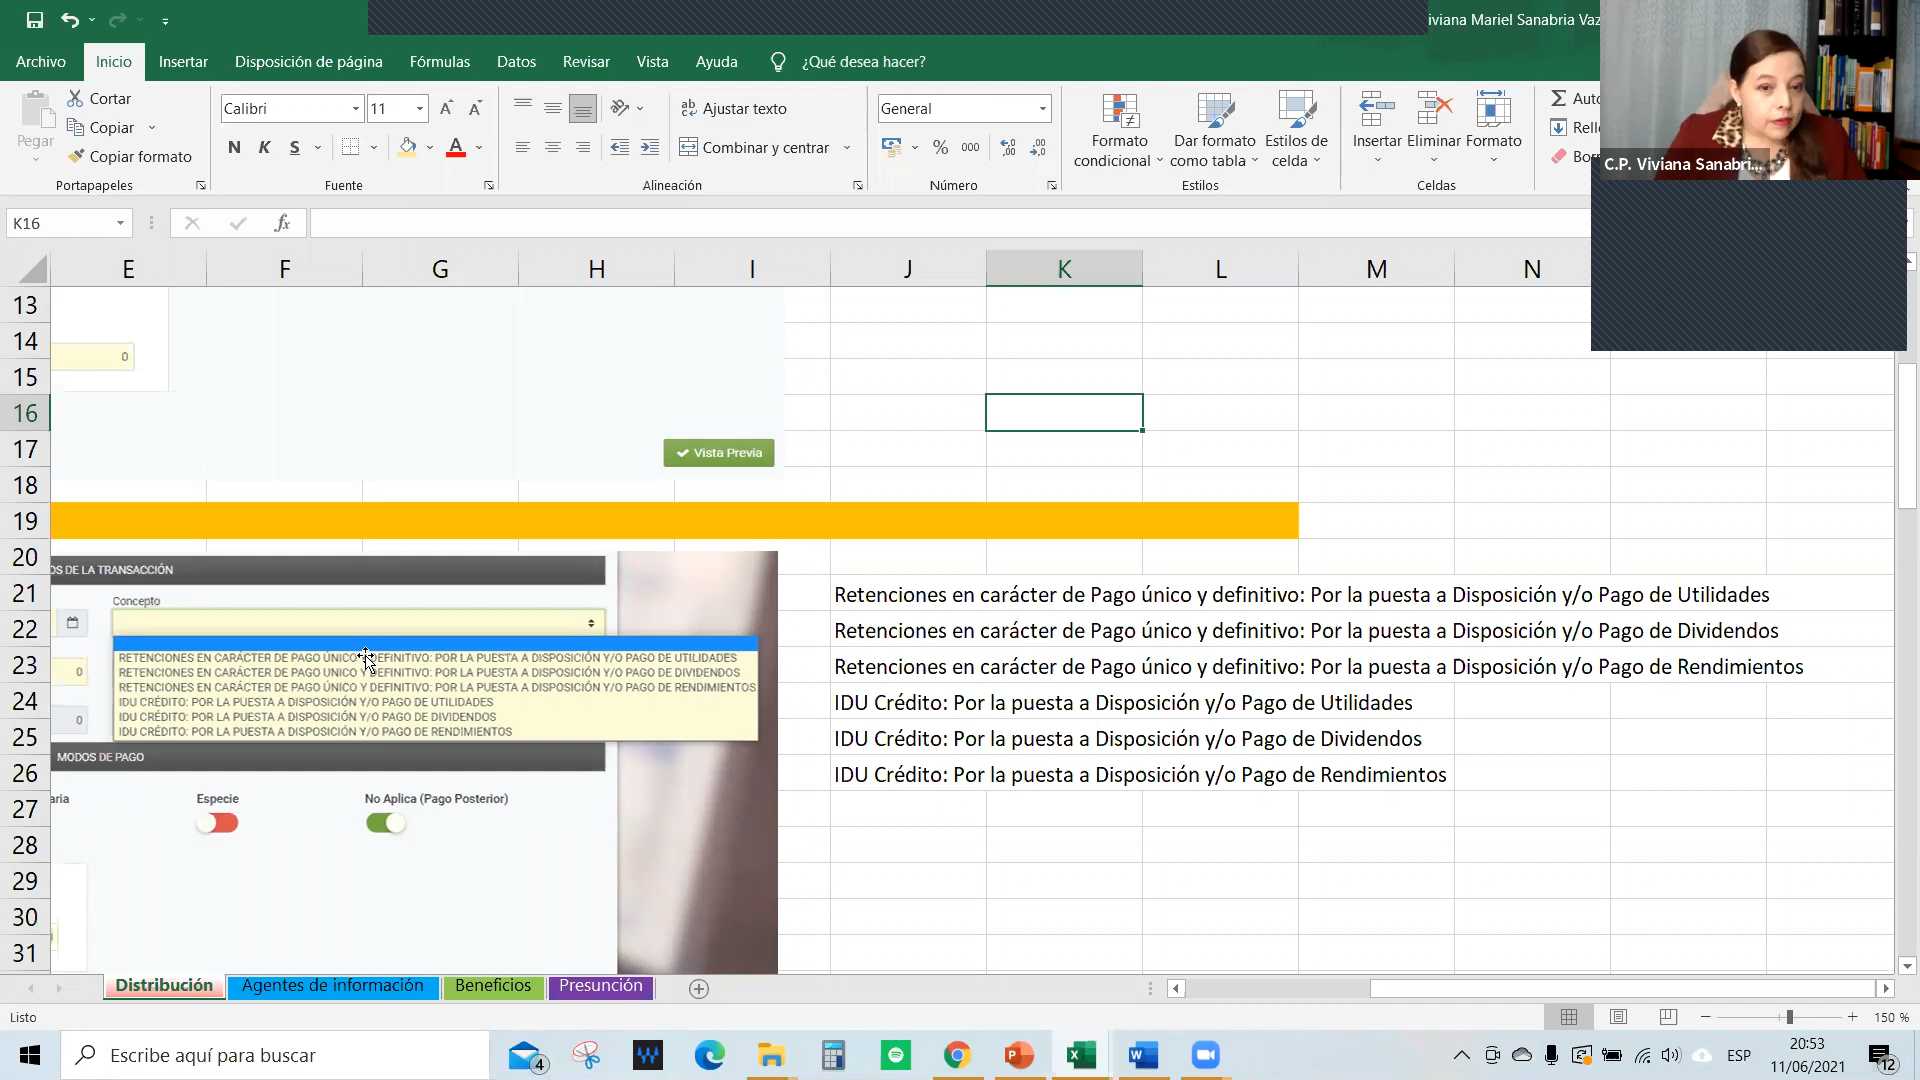 iviana Mariel Sanabria Vaz
Archivo Inicio Insertar Disposición de página Fórmulas Datos Revisar Vista Ayuda ¿Qué desea hacer?
Pegar
Cortar
Copiar
Copiar formato
Portapapeles
Calibri 11
N K S
Fuente
Ajustar texto
Combinar y centrar
Alineación
General
% 000
Número
Formato condicional
Dar formato como tabla
Estilos de celda
Estilos
Insertar Eliminar Formato
Celdas
Auto
Relle
Borr
C.P. Viviana Sanabri...
K16
fx
E F G H I J K L M N
13
14
0
15
16
17
Vista Previa
18
19
20
OS DE LA TRANSACCIÓN
21
Concepto
Retenciones en carácter de Pago único y definitivo: Por la puesta a Disposición y/o Pago de Utilidades
22
Retenciones en carácter de Pago único y definitivo: Por la puesta a Disposición y/o Pago de Dividendos
23
0
RETENCIONES EN CARÁCTER DE PAGO ÚNICO Y DEFINITIVO: POR LA PUESTA A DISPOSICIÓN Y/O PAGO DE UTILIDADES
RETENCIONES EN CARÁCTER DE PAGO ÚNICO Y DEFINITIVO: POR LA PUESTA A DISPOSICIÓN Y/O PAGO DE DIVIDENDOS
RETENCIONES EN CARÁCTER DE PAGO ÚNICO Y DEFINITIVO: POR LA PUESTA A DISPOSICIÓN Y/O PAGO DE RENDIMIENTOS
Retenciones en carácter de Pago único y definitivo: Por la puesta a Disposición y/o Pago de Rendimientos
24
0
IDU CRÉDITO: POR LA PUESTA A DISPOSICIÓN Y/O PAGO DE UTILIDADES
IDU CRÉDITO: POR LA PUESTA A DISPOSICIÓN Y/O PAGO DE DIVIDENDOS
IDU CRÉDITO: POR LA PUESTA A DISPOSICIÓN Y/O PAGO DE RENDIMIENTOS
IDU Crédito: Por la puesta a Disposición y/o Pago de Utilidades
25
IDU Crédito: Por la puesta a Disposición y/o Pago de Dividendos
26
MODOS DE PAGO
IDU Crédito: Por la puesta a Disposición y/o Pago de Rendimientos
27
aria Especie No Aplica (Pago Posterior)
28
29
30
31
Distribución Agentes de información Beneficios Presunción
Listo
150 %
Escribe aquí para buscar
4
ESP
20:53
11/06/2021
12